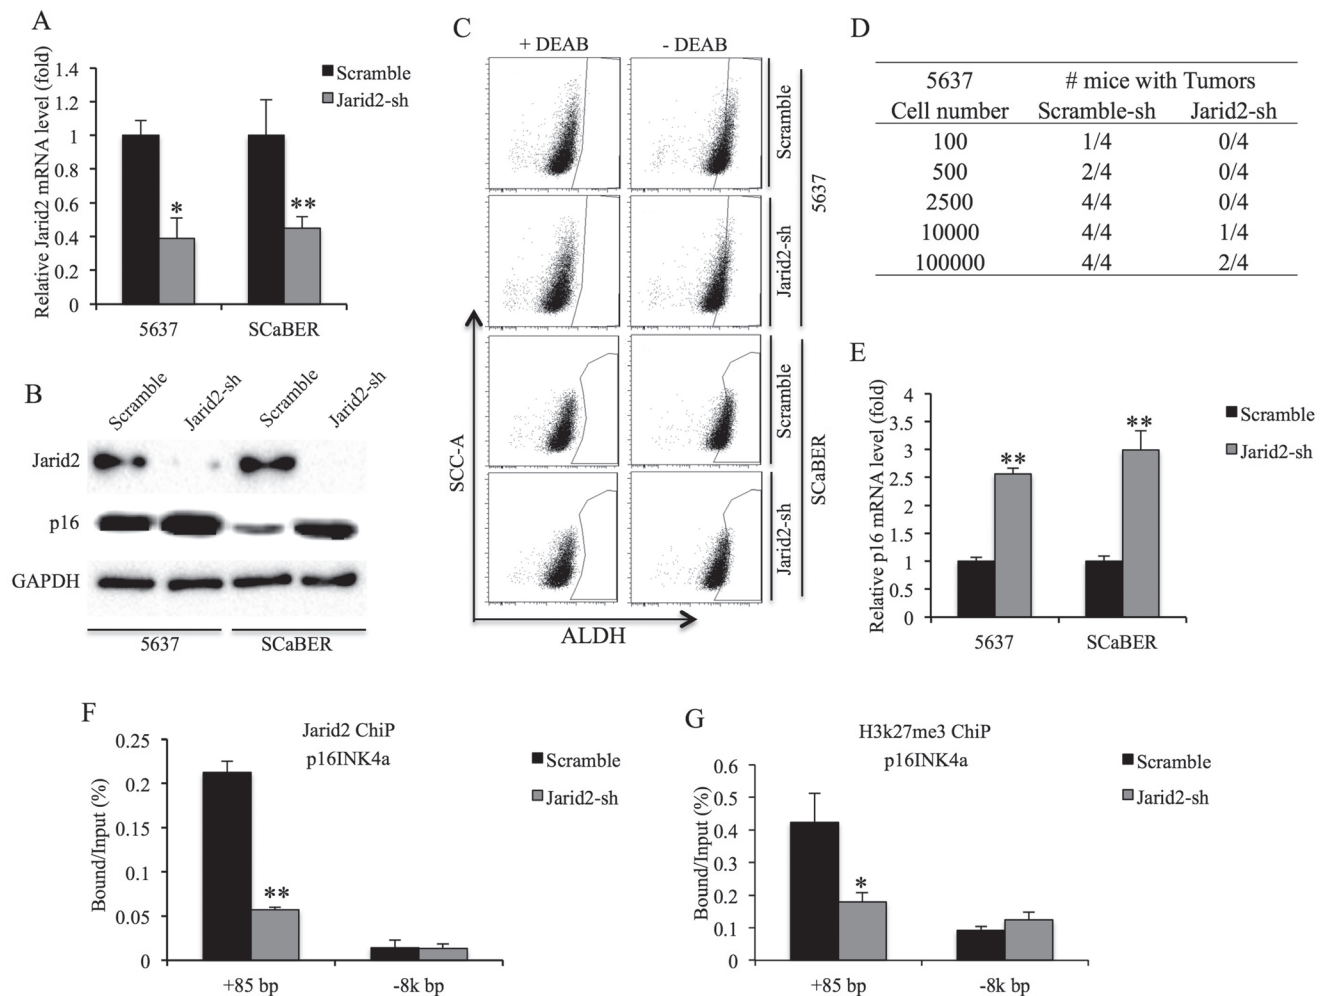 A
Relative Jarid2 mRNA level (fold)
1.4
1.2
1
0.8
0.6
0.4
0.2
0
*
**
5637
SCaBER
Scramble
Jarid2-sh
B
Scramble
Jarid2-sh
Scramble
Jarid2-sh
Jarid2
p16
GAPDH
5637
SCaBER
C
+ DEAB
- DEAB
Scramble
Jarid2-sh
5637
Scramble
Jarid2-sh
SCaBER
SCC-A
ALDH
D
5637 # mice with Tumors
Cell number Scramble-sh Jarid2-sh
100 1/4 0/4
500 2/4 0/4
2500 4/4 0/4
10000 4/4 1/4
100000 4/4 2/4
E
Relative p16 mRNA level (fold)
4
3.5
3
2.5
2
1.5
1
0.5
0
**
**
5637
SCaBER
Scramble
Jarid2-sh
F
Jarid2 ChiP
p16INK4a
Bound/Input (%)
0.25
0.2
0.15
0.1
0.05
0
**
+85 bp
-8k bp
Scramble
Jarid2-sh
G
H3k27me3 ChiP
p16INK4a
Bound/Input (%)
0.6
0.5
0.4
0.3
0.2
0.1
0
*
+85 bp
-8k bp
Scramble
Jarid2-sh